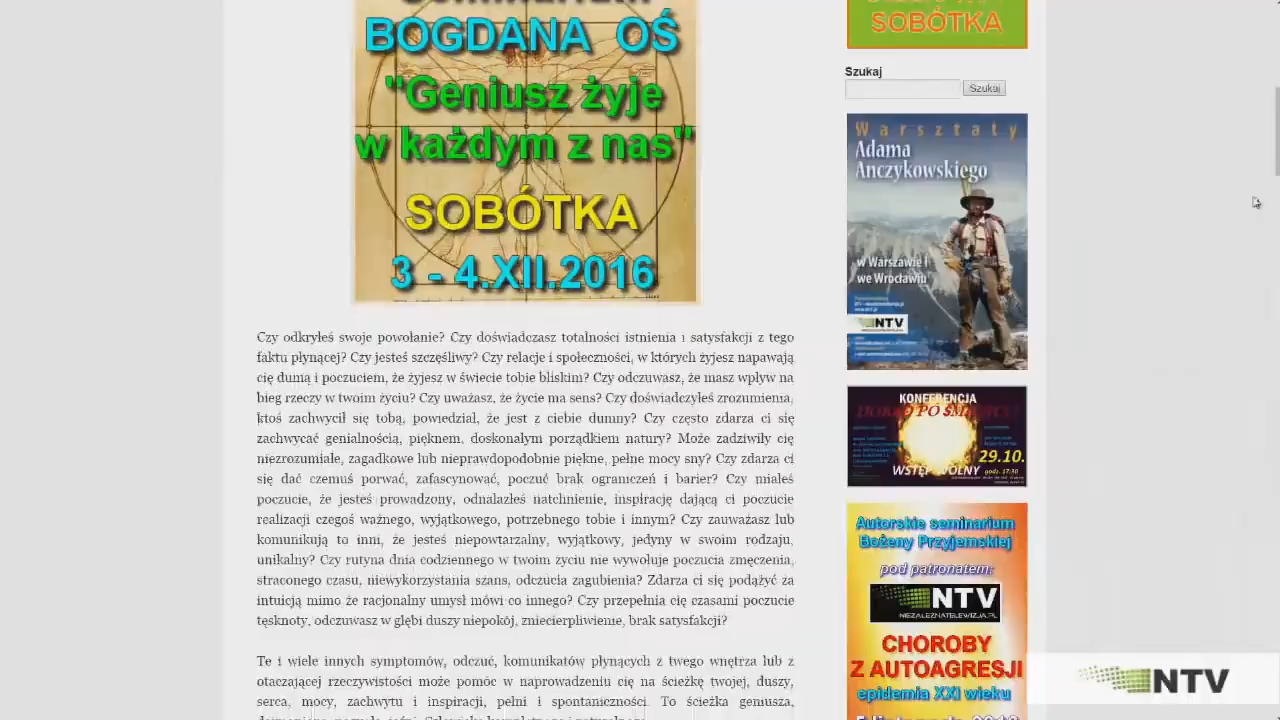 BOGDANA OŚ
"Geniusz żyje
w każdym z nas"
SOBÓTKA
3 - 4.XII.2016
Czy odkryłeś swoje powołanie? Czy doświadczasz totalności istnienia i satysfakcji z tego
faktu płynącej? Czy jesteś szczęśliwy? Czy relacje i społeczności, w których żyjesz napawają
cię dumą i poczuciem, że żyjesz w świecie tobie bliskim? Czy odczuwasz, że masz wpływ na
bieg rzeczy w twoim życiu? Czy uważasz, że życie ma sens? Czy doświadczyłeś zrozumienia,
ktoś zachwycił się tobą, powiedział, że jest z ciebie dumny? Czy często zdarza ci się
zachwycać genialnością, pięknem, doskonałym porządkiem natury? Może zadziwiły cię
niezrozumiałe, zagadkowe lub nieprawdopodobnie piękne, pełne mocy sny? Czy zdarza ci
się dać czemuś porwać, zafascynować, poczuć brak ograniczeń i barier? Czy miałeś
poczucie, że jesteś prowadzony, odnalazłeś natchnienie, inspirację dającą ci poczucie
realizacji czegoś ważnego, wyjątkowego, potrzebnego tobie i innym? Czy zauważasz lub
komunikują to inni, że jesteś niepowtarzalny, wyjątkowy, jedyny w swoim rodzaju,
unikalny? Czy rutyna dnia codziennego w twoim życiu nie wywołuje poczucia zmęczenia,
straconego czasu, niewykorzystania szans, odczucia zagubienia? Zdarza ci się podążyć za
intuicją mimo że racjonalny umysł mówi co innego? Czy przepełnia cię czasami poczucie
pustki, odczuwasz w głębi duszy niepokój, zniecierpliwienie, brak satysfakcji?
Te i wiele innych symptomów, odczuć, komunikatów płynących z twego wnętrza lub z
otaczającej rzeczywistości może pomóc w naprowadzeniu cię na ścieżkę twojej, duszy,
serca, mocy, zachwytu i inspiracji, pełni i spontaniczności. To ścieżka geniusza,
SOBÓTKA
Szukaj
Szukaj
Warsztaty
Adama
Anczykowskiego
w Warszawie i
we Wrocławiu
NTV
KONFERENCJA
DOKĄD PO ŚMIERCI?
29.10.
WSTĘP WOLNY
godz. 17:30
Autorskie seminarium
Bożeny Przyjemskiej
pod patronatem:
NTV
NIEZALEZNATELEWIZJA.PL
CHOROBY
Z AUTOAGRESJI
epidemia XXI wieku
NTV